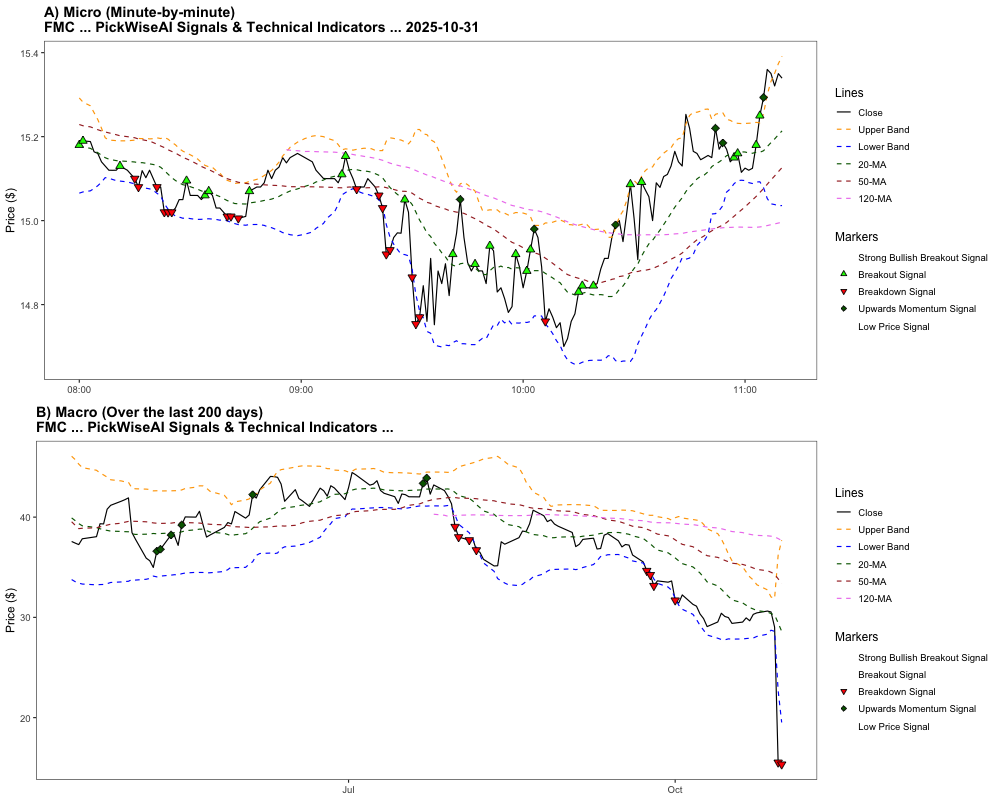 A) Micro (Minute-by-minute)
FMC ... PickWiseAI Signals & Technical Indicators ... 2025-10-31
Price ($)
15.4
15.2
15.0
14.8
08:00
09:00
10:00
11:00
Lines
Close
Upper Band
Lower Band
20-MA
50-MA
120-MA
Markers
Strong Bullish Breakout Signal
Breakout Signal
Breakdown Signal
Upwards Momentum Signal
Low Price Signal
B) Macro (Over the last 200 days)
FMC ... PickWiseAI Signals & Technical Indicators ...
Price ($)
40
30
20
Jul
Oct
Lines
Close
Upper Band
Lower Band
20-MA
50-MA
120-MA
Markers
Strong Bullish Breakout Signal
Breakout Signal
Breakdown Signal
Upwards Momentum Signal
Low Price Signal